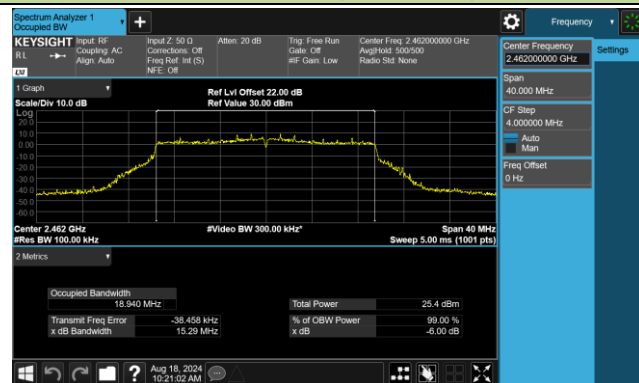 Spectrum Analyzer 1
Occupied BW
Frequency
KEYSIGHT
RL
Input: RF
Coupling: AC
Align: Auto
Input Z: 50 Ω
Corrections: Off
Freq Ref: Int (S)
NFE: Off
Atten: 20 dB
Trig: Free Run
Gate: Off
#IF Gain: Low
Center Freq: 2.462000000 GHz
Avg|Hold: 500/500
Radio Std: None
Center Frequency
2.462000000 GHz
Settings
Span
40.000 MHz
CF Step
4.000000 MHz
Auto
Man
Freq Offset
0 Hz
1 Graph
Scale/Div 10.0 dB
Ref Lvl Offset 22.00 dB
Ref Value 30.00 dBm
Log
20.0
10.0
0.00
-10.0
-20.0
-30.0
-40.0
-50.0
-60.0
Center 2.462 GHz
#Res BW 100.00 kHz
#Video BW 300.00 kHz*
Span 40 MHz
Sweep 5.00 ms (1001 pts)
2 Metrics
Occupied Bandwidth
18.940 MHz
Total Power 25.4 dBm
Transmit Freq Error -38.458 kHz
% of OBW Power 99.00 %
x dB Bandwidth 15.29 MHz
x dB -6.00 dB
?
Aug 18, 2024
10:21:02 AM